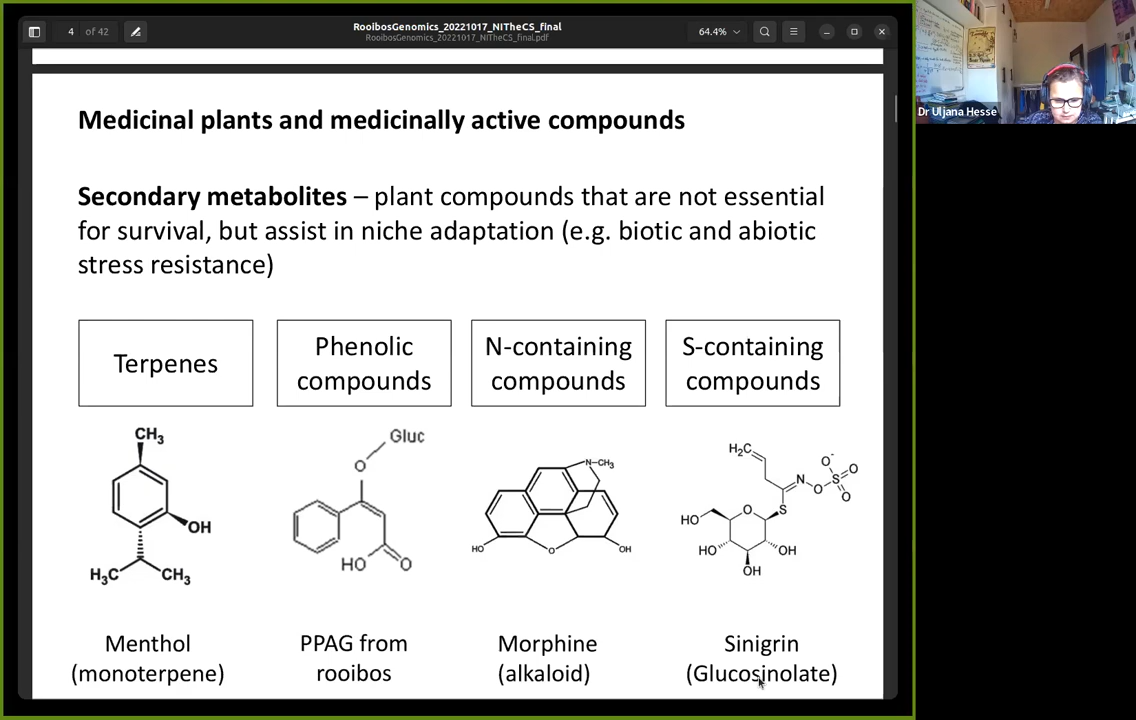 4 of 42
RooibosGenomics_20221017_NITheCS_final
RooibosGenomics_20221017_NITheCS_final.pdf
64.4%
Dr Uljana Hesse
Medicinal plants and medicinally active compounds
Secondary metabolites – plant compounds that are not essential
for survival, but assist in niche adaptation (e.g. biotic and abiotic
stress resistance)
Terpenes
Phenolic
compounds
N-containing
compounds
S-containing
compounds
CH3
OH
H3C CH3
Gluc
O
HO O
N–CH3
HO O OH
H2C
O-
N O S O
O
S
HO O
HO OH
OH
Menthol
(monoterpene)
PPAG from
rooibos
Morphine
(alkaloid)
Sinigrin
(Glucosinolate)